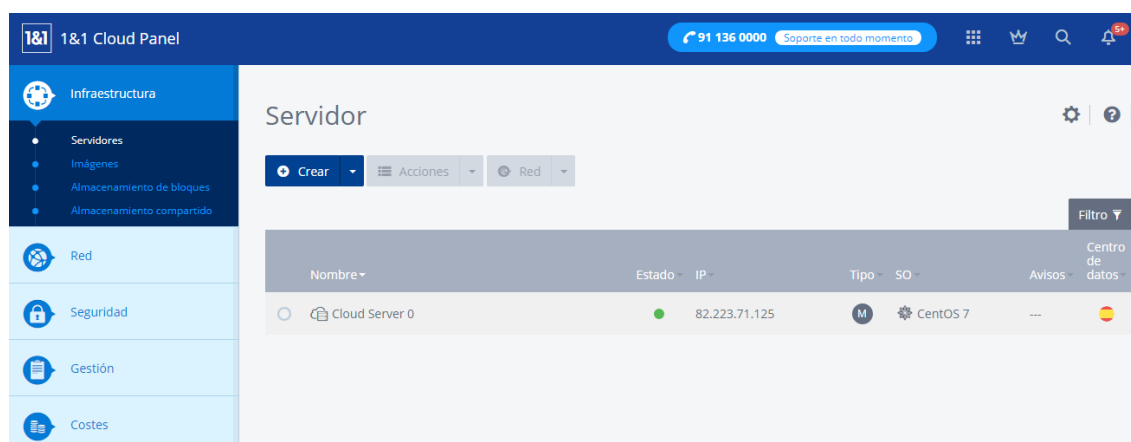 1&1 1&1 Cloud Panel
91 136 0000 Soporte en todo momento
5+
Infraestructura
Servidores
Imágenes
Almacenamiento de bloques
Almacenamiento compartido
Red
Seguridad
Gestión
Costes
Servidor
Crear Acciones Red
Filtro
Nombre Estado IP Tipo SO Avisos Centro
de
datos
Cloud Server 0 82.223.71.125 M CentOS 7 ---